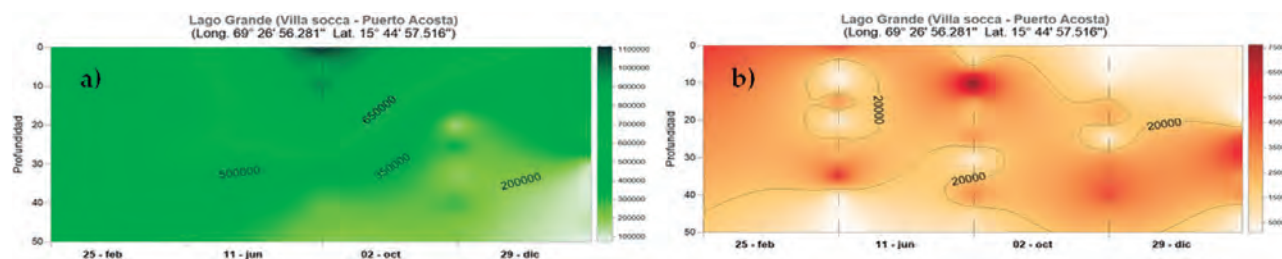 Lago Grande (Villa socca - Puerto Acosta)
(Long. 69° 26' 56.281" Lat. 15° 44' 57.516")
a)
Profundidad
0
10
20
30
40
50
650000
500000
350000
200000
25 - feb
11 - jun
02 - oct
29 - dic
1100000
1000000
900000
800000
700000
600000
500000
400000
300000
200000
100000
Lago Grande (Villa socca - Puerto Acosta)
(Long. 69° 26' 56.281" Lat. 15° 44' 57.516")
b)
Profundidad
0
10
20
30
40
50
20000
20000
20000
20000
25 - feb
11 - jun
02 - oct
29 - dic